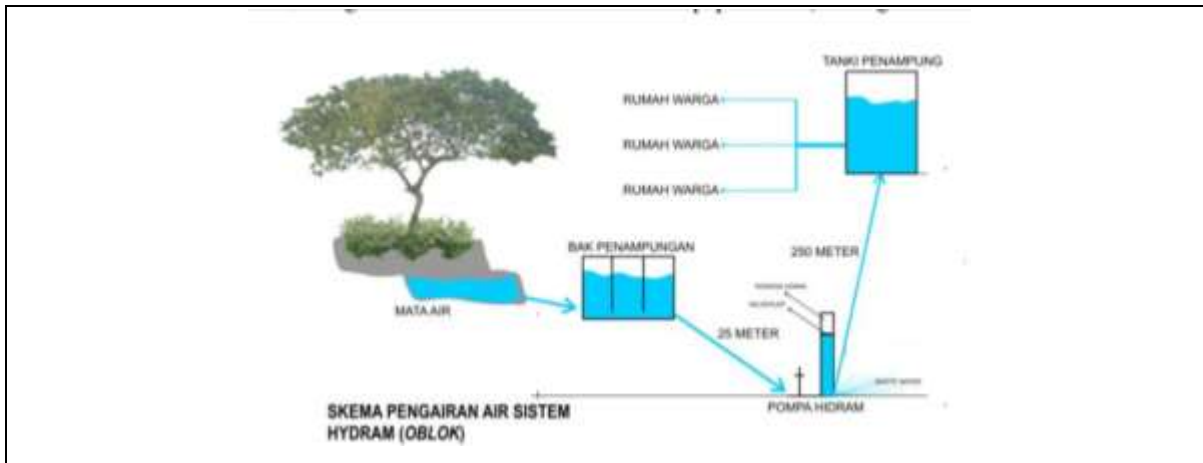 TANKI PENAMPUNG
RUMAH WARGA
RUMAH WARGA
RUMAH WARGA
BAK PENAMPUNGAN
250 METER
MATA AIR
25 METER
POMPA HIDRAM
SKEMA PENGAIRAN AIR SISTEM
HYDRAM (OBLOK)